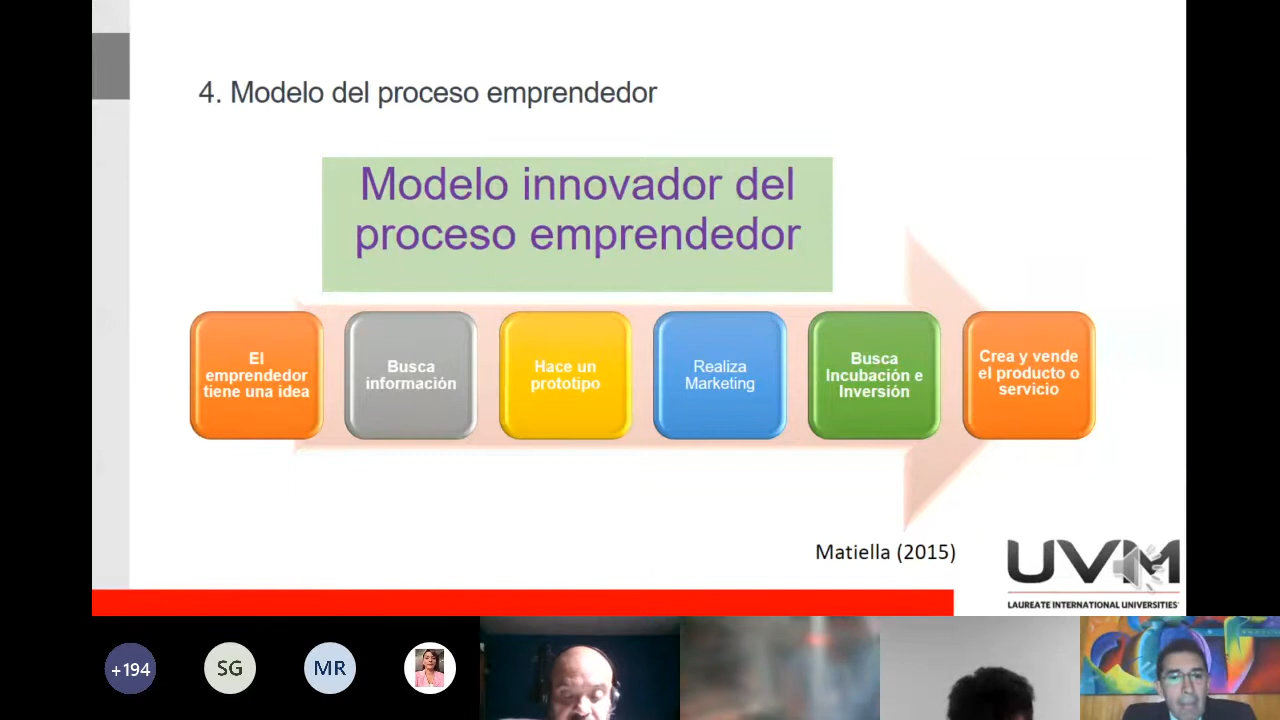 4. Modelo del proceso emprendedor
Modelo innovador del
proceso emprendedor
El
emprendedor
tiene una idea
Busca
información
Hace un
prototipo
Realiza
Marketing
Busca
Incubación e
Inversión
Crea y vende
el producto o
servicio
Matiella (2015)
UVM
LAUREATE INTERNATIONAL UNIVERSITIES
+194
SG
MR